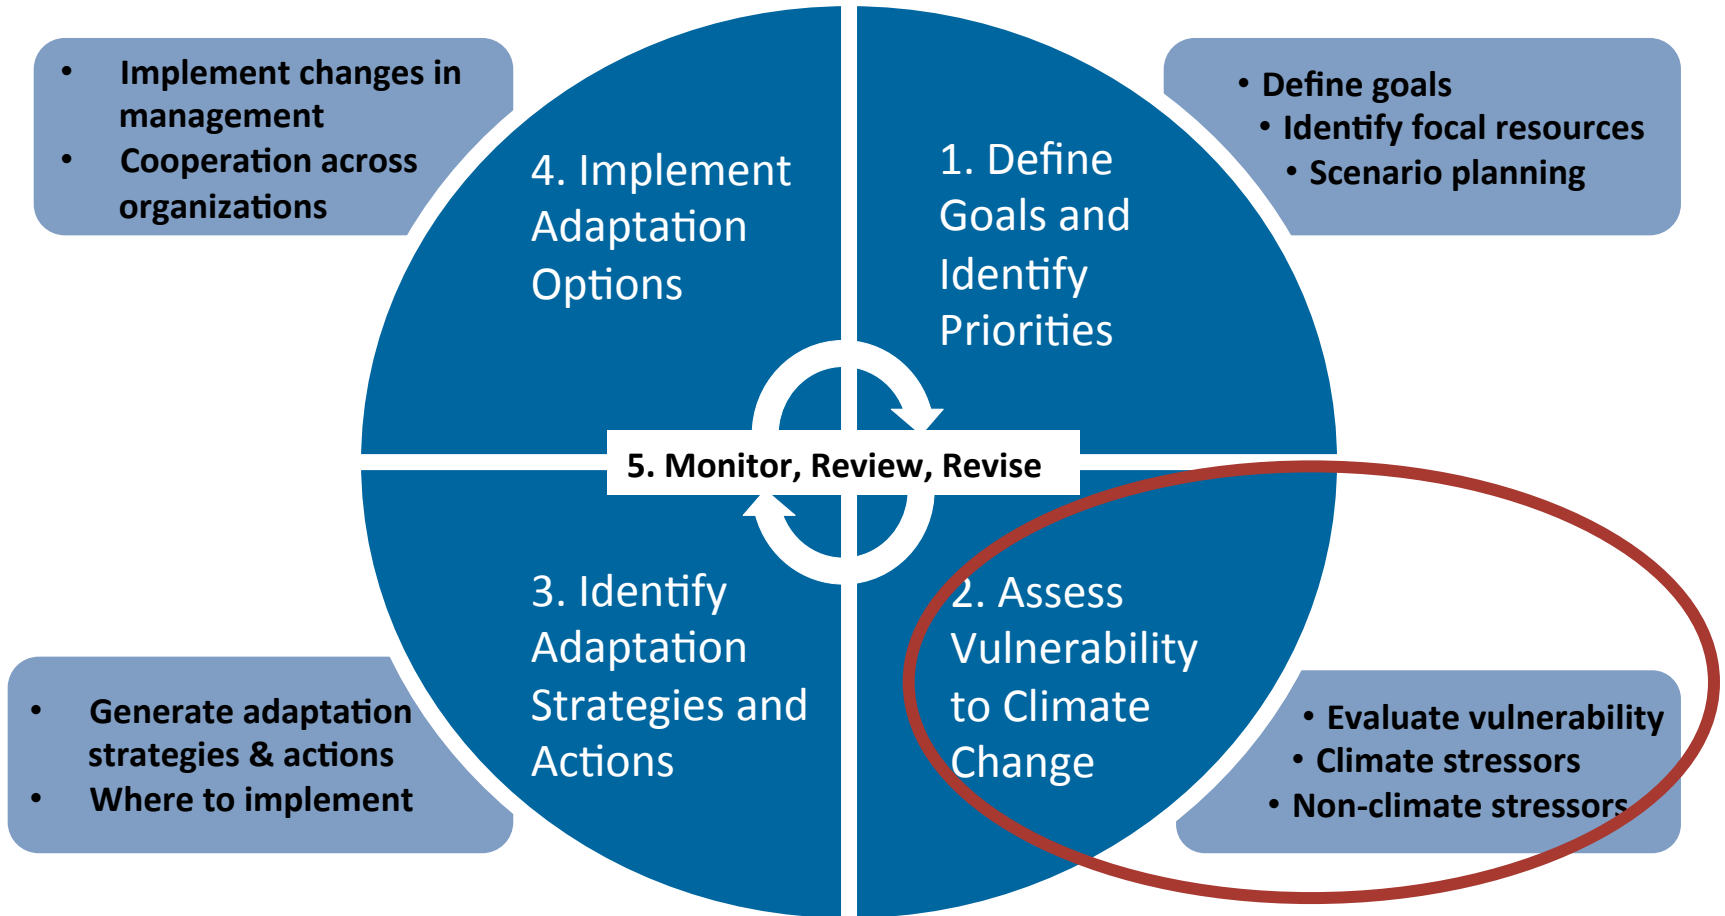 • Implement changes in
management
• Cooperation across
organizations
4. Implement
Adaptation
Options
1. Define
Goals and
Identify
Priorities
• Define goals
• Identify focal resources
• Scenario planning
5. Monitor, Review, Revise
• Generate adaptation
strategies & actions
• Where to implement
3. Identify
Adaptation
Strategies and
Actions
2. Assess
Vulnerability
to Climate
Change
• Evaluate vulnerability
• Climate stressors
• Non-climate stressors